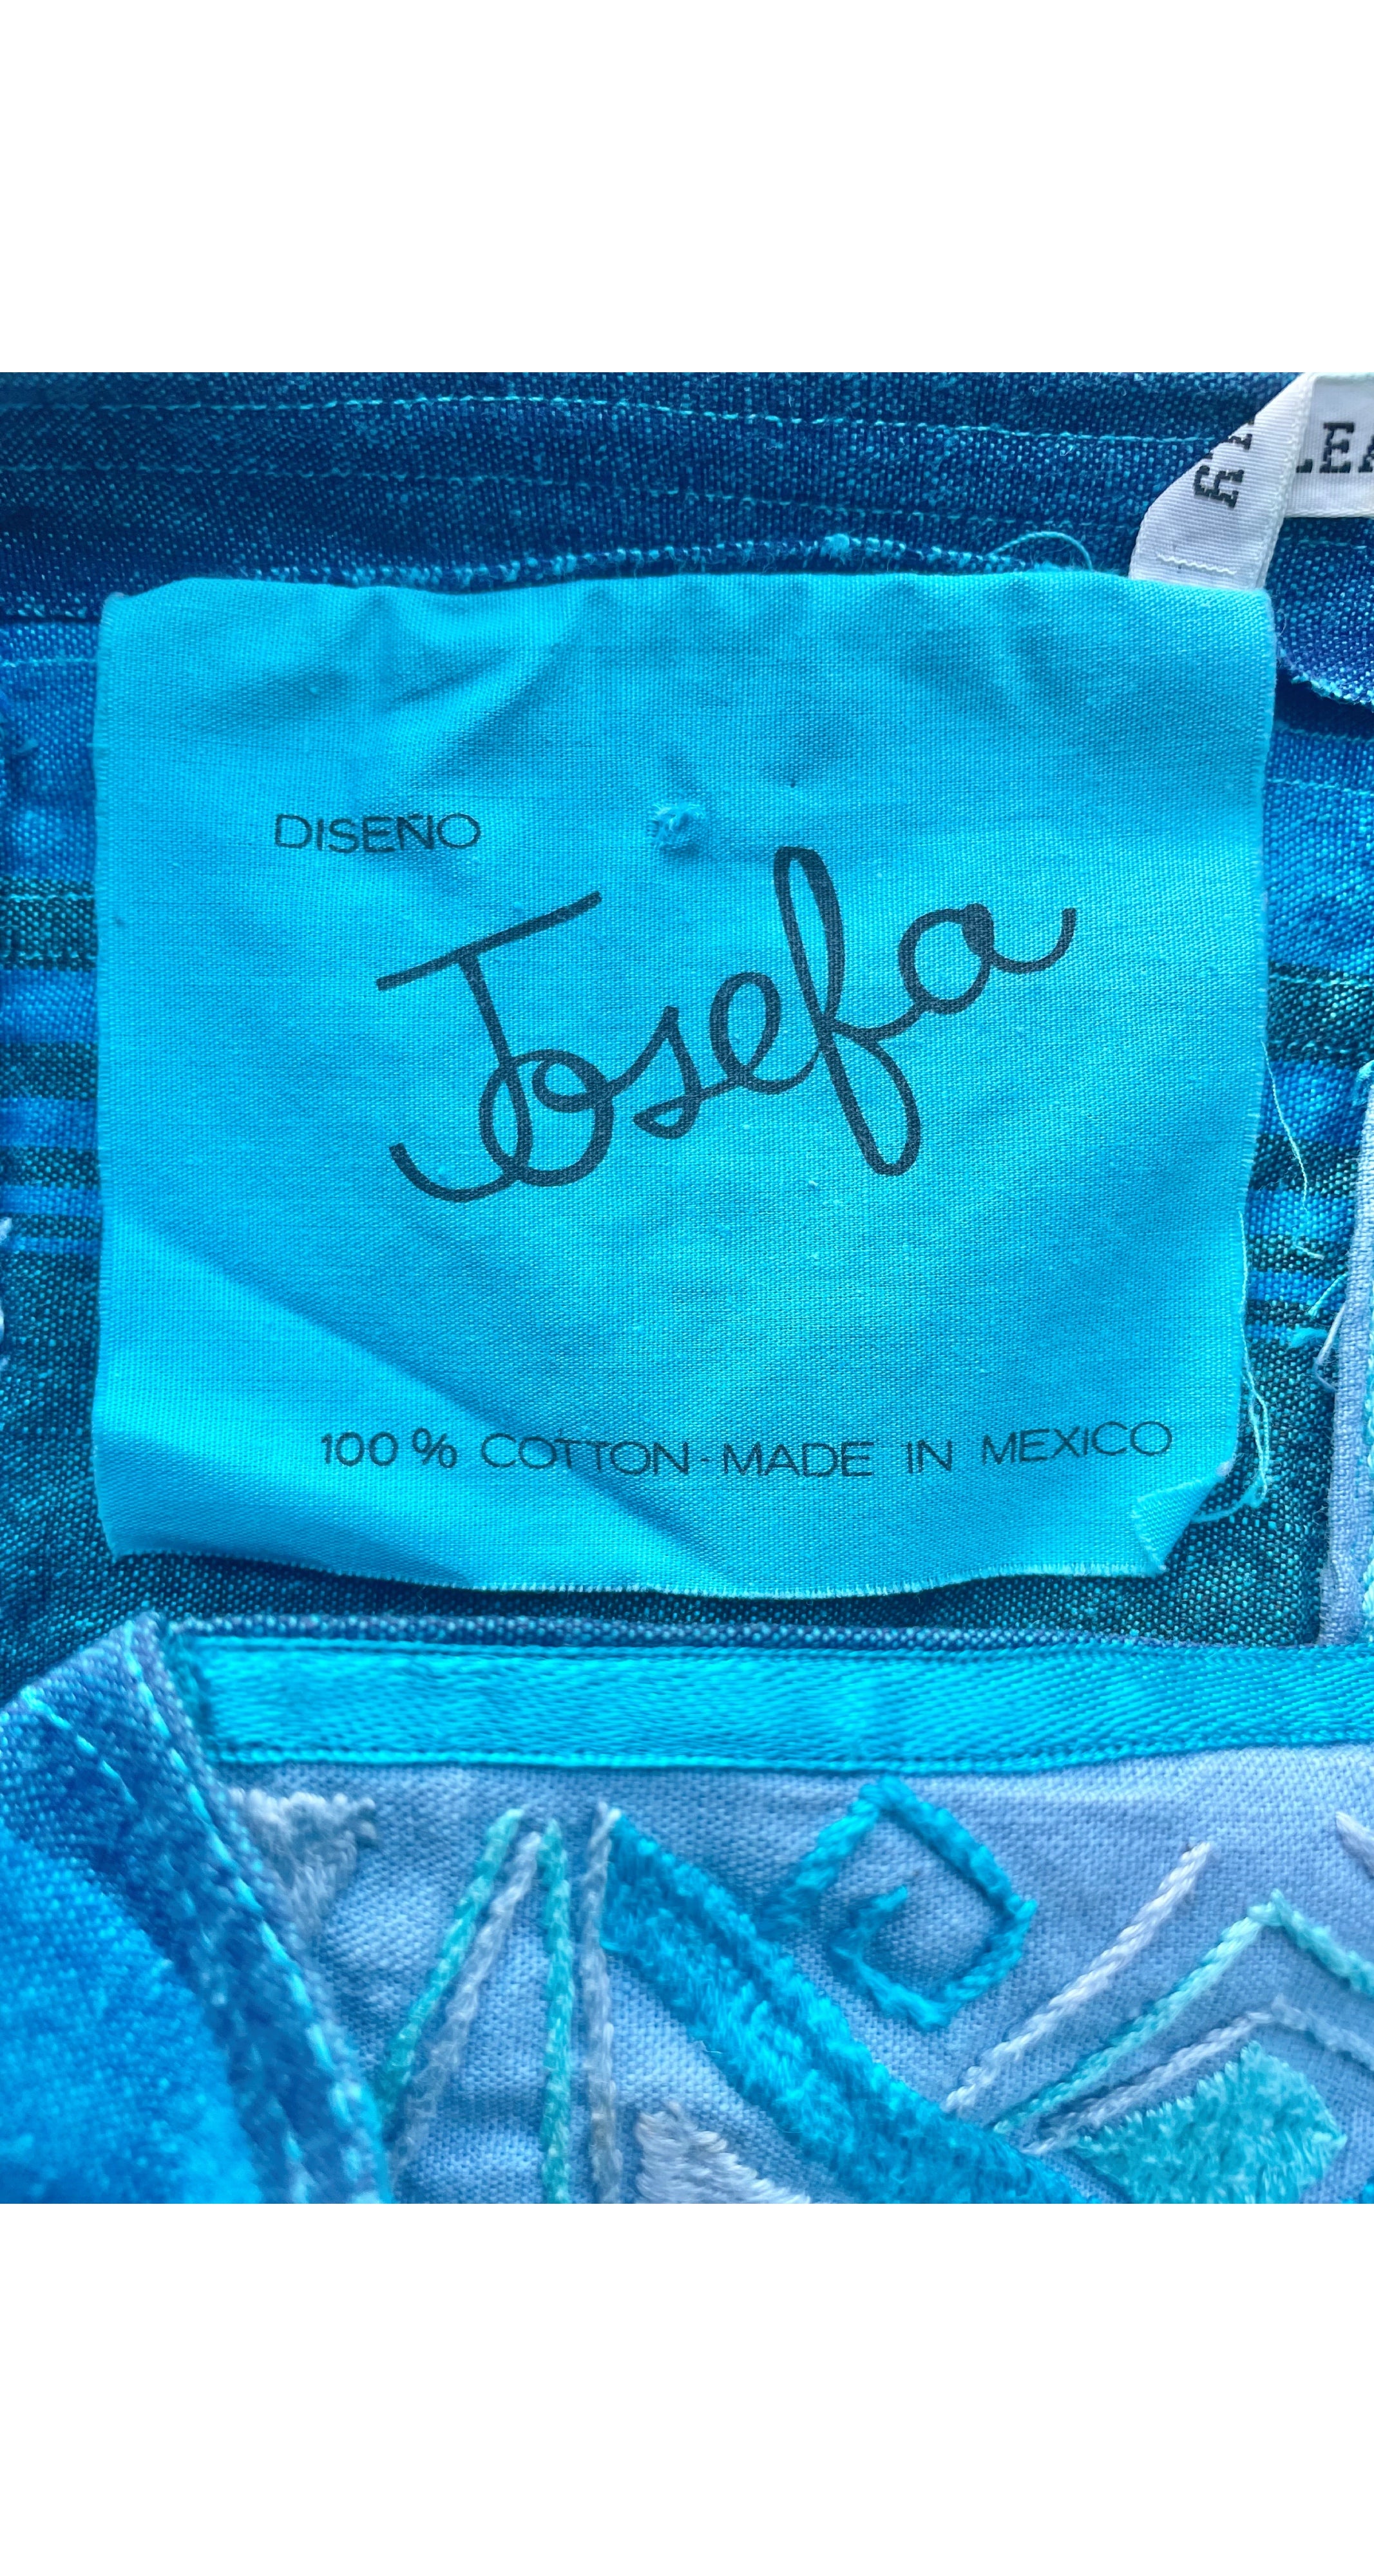 DISEÑO
Josefa
100% COTTON-MADE IN MEXICO